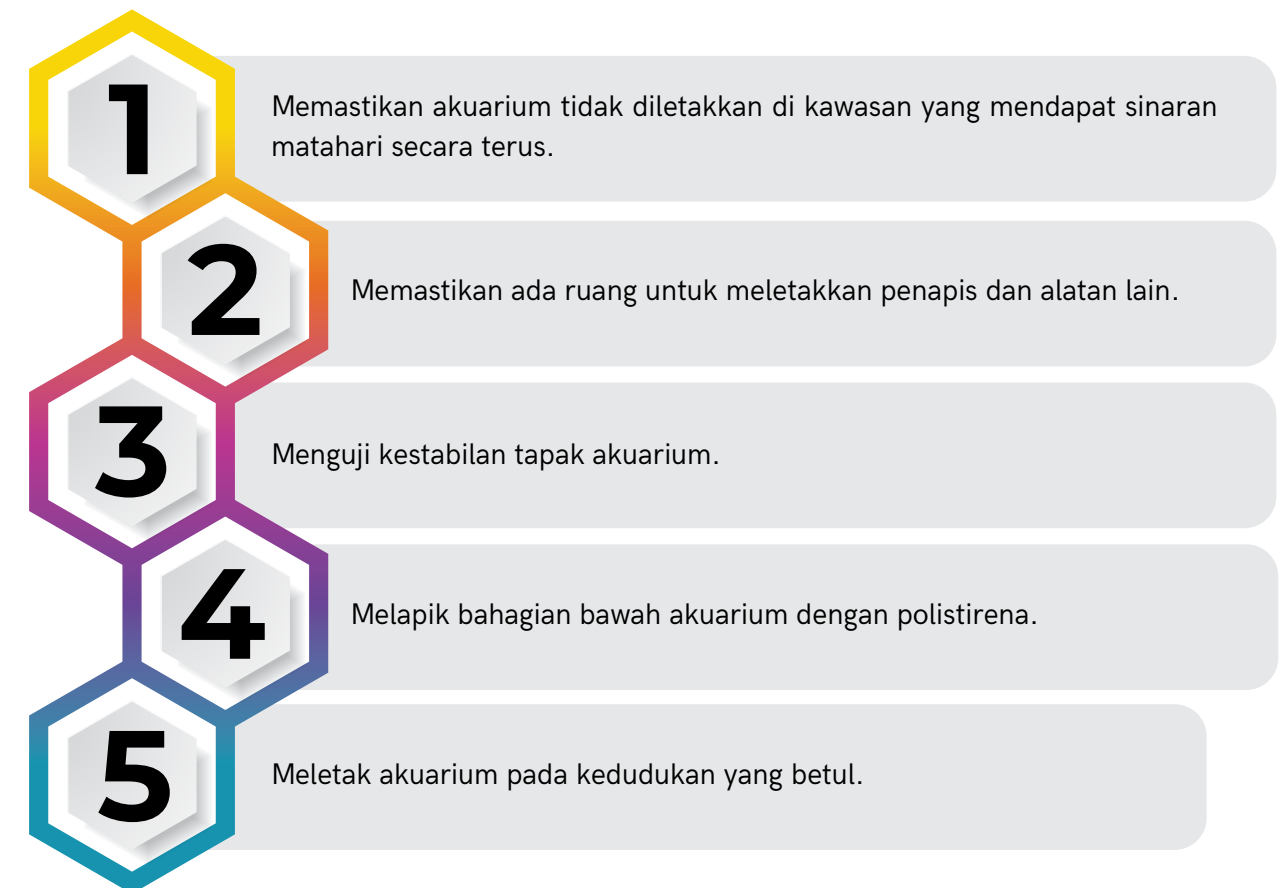 1
Memastikan akuarium tidak diletakkan di kawasan yang mendapat sinaran
matahari secara terus.
2
Memastikan ada ruang untuk meletakkan penapis dan alatan lain.
3
Menguji kestabilan tapak akuarium.
4
Melapik bahagian bawah akuarium dengan polistirena.
5
Meletak akuarium pada kedudukan yang betul.